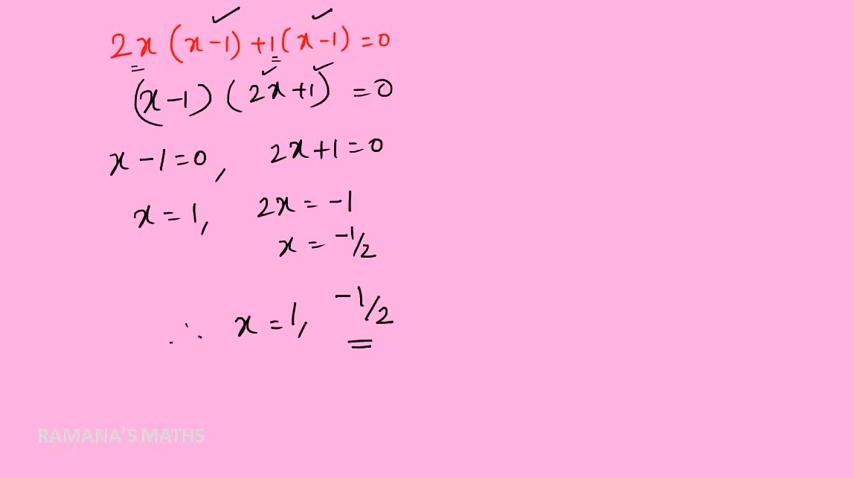 2x (x-1) +1(x-1) =0
(x-1) (2x+1) =0
x-1=0, 2x+1=0
x=1, 2x=-1
x=-1/2
∴ x=1, -1/2
RAMANA'S MATHS